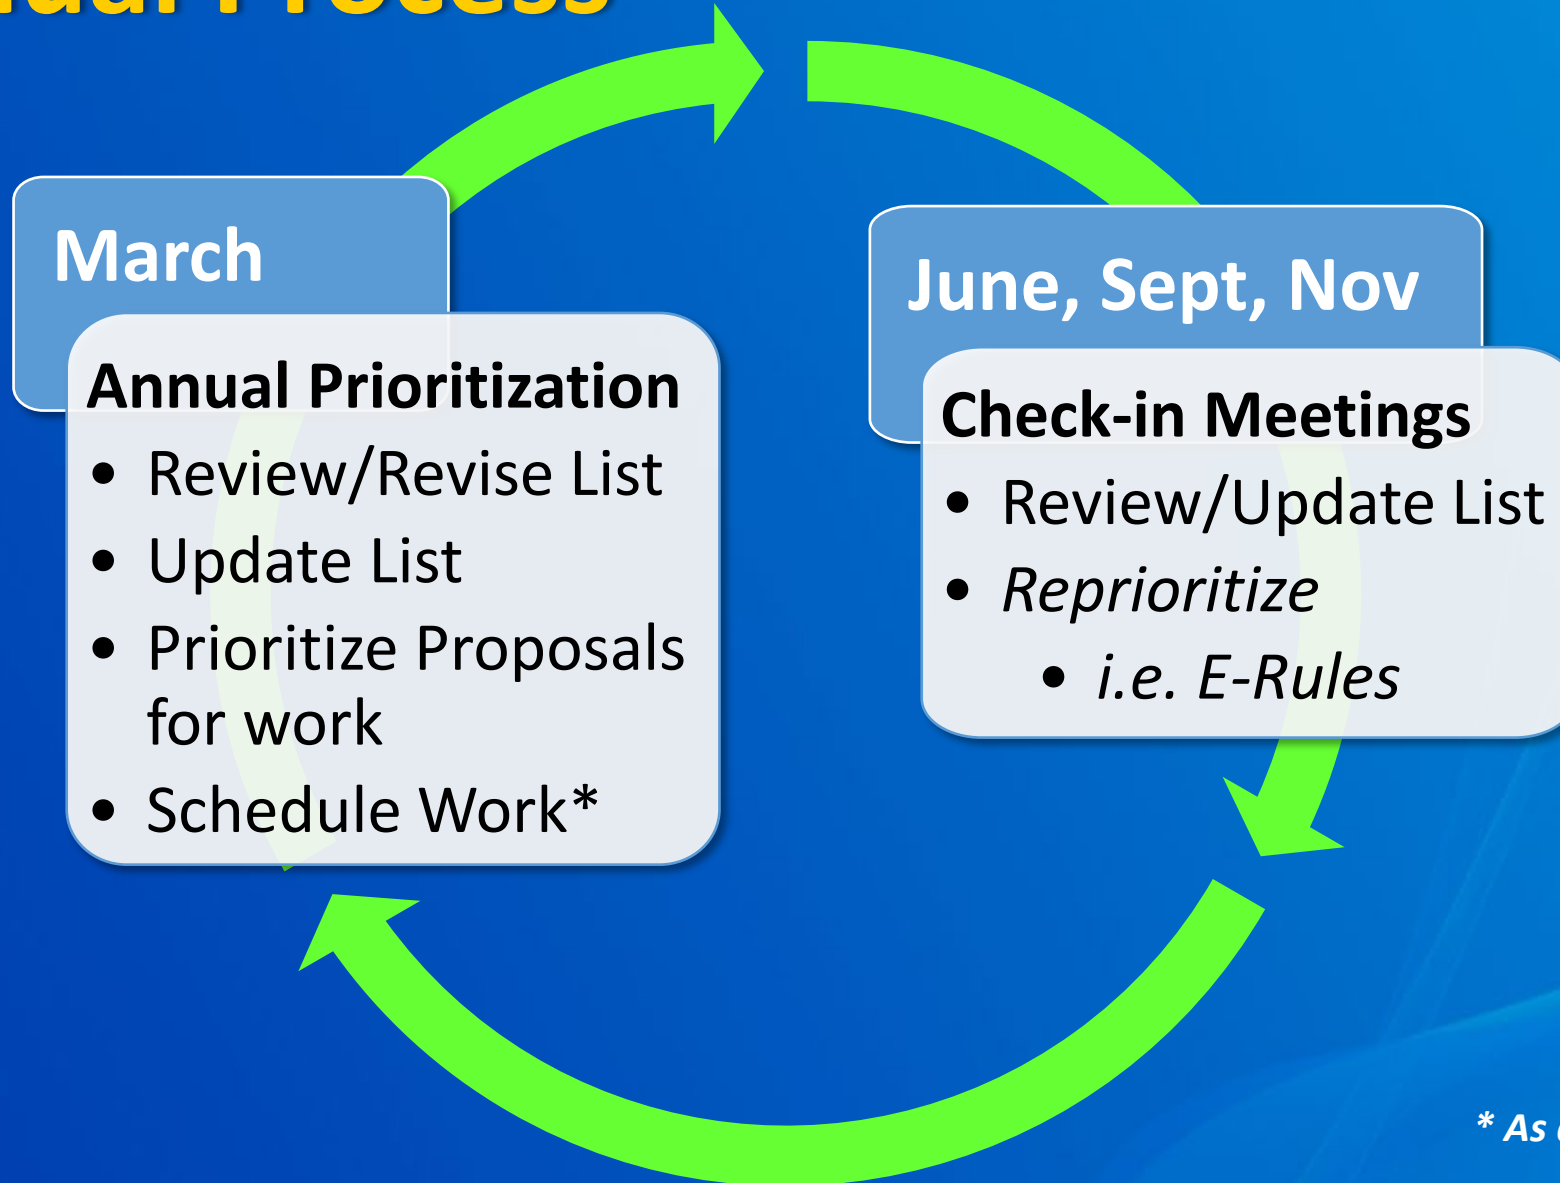 Process
March
Annual Prioritization
• Review/Revise List
• Update List
• Prioritize Proposals
for work
• Schedule Work*
June, Sept, Nov
Check-in Meetings
• Review/Update List
• Reprioritize
• i.e. E-Rules
* As